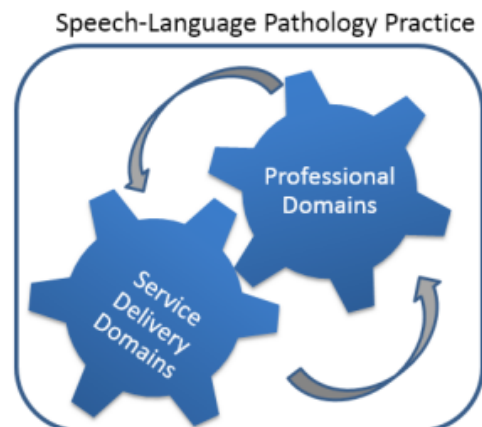 Speech-Language Pathology Practice
Professional
Domains
Service
Delivery
Domains